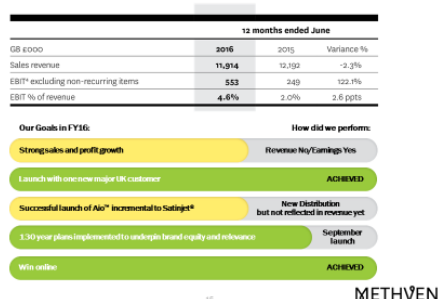 12 months ended June
GB £000 2016 2015 Variance %
Sales revenue 11,914 12,192 -2.3%
EBIT* excluding non-recurring items 553 249 122.1%
EBIT % of revenue 4.6% 2.0% 2.6 ppts
Our Goals in FY16: How did we perform:
Strong sales and profit growth Revenue No/Earnings Yes
Launch with one new major UK customer ACHIEVED
Successful launch of Aio™ incremental to Satinjet® New Distribution
but not reflected in revenue yet
130 year plans implemented to underpin brand equity and relevance September
launch
Win online ACHIEVED
METHVEN